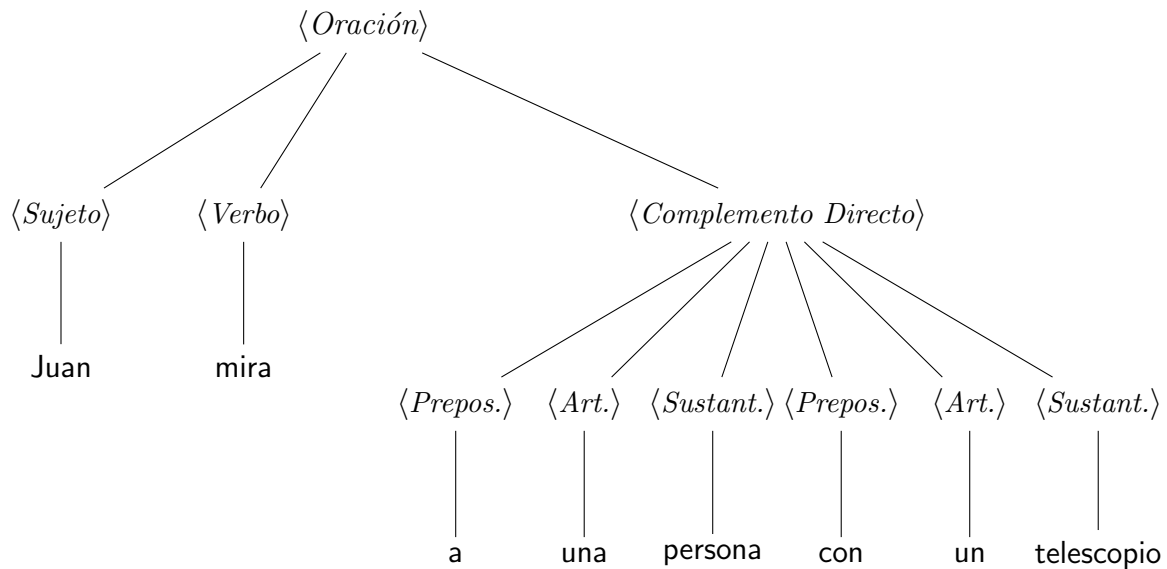 ⟨Oración⟩
⟨Sujeto⟩ ⟨Verbo⟩ ⟨Complemento Directo⟩
Juan mira
⟨Prepos.⟩ ⟨Art.⟩ ⟨Sustant.⟩ ⟨Prepos.⟩ ⟨Art.⟩ ⟨Sustant.⟩
a una persona con un telescopio